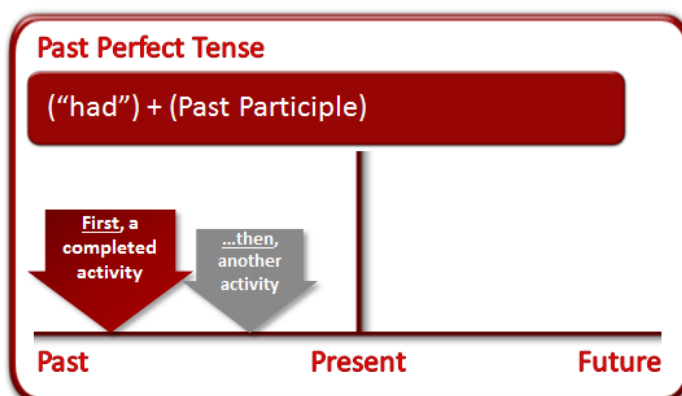 Past Perfect Tense
(“had”) + (Past Participle)
First, a
completed
activity
...then,
another
activity
Past
Present
Future